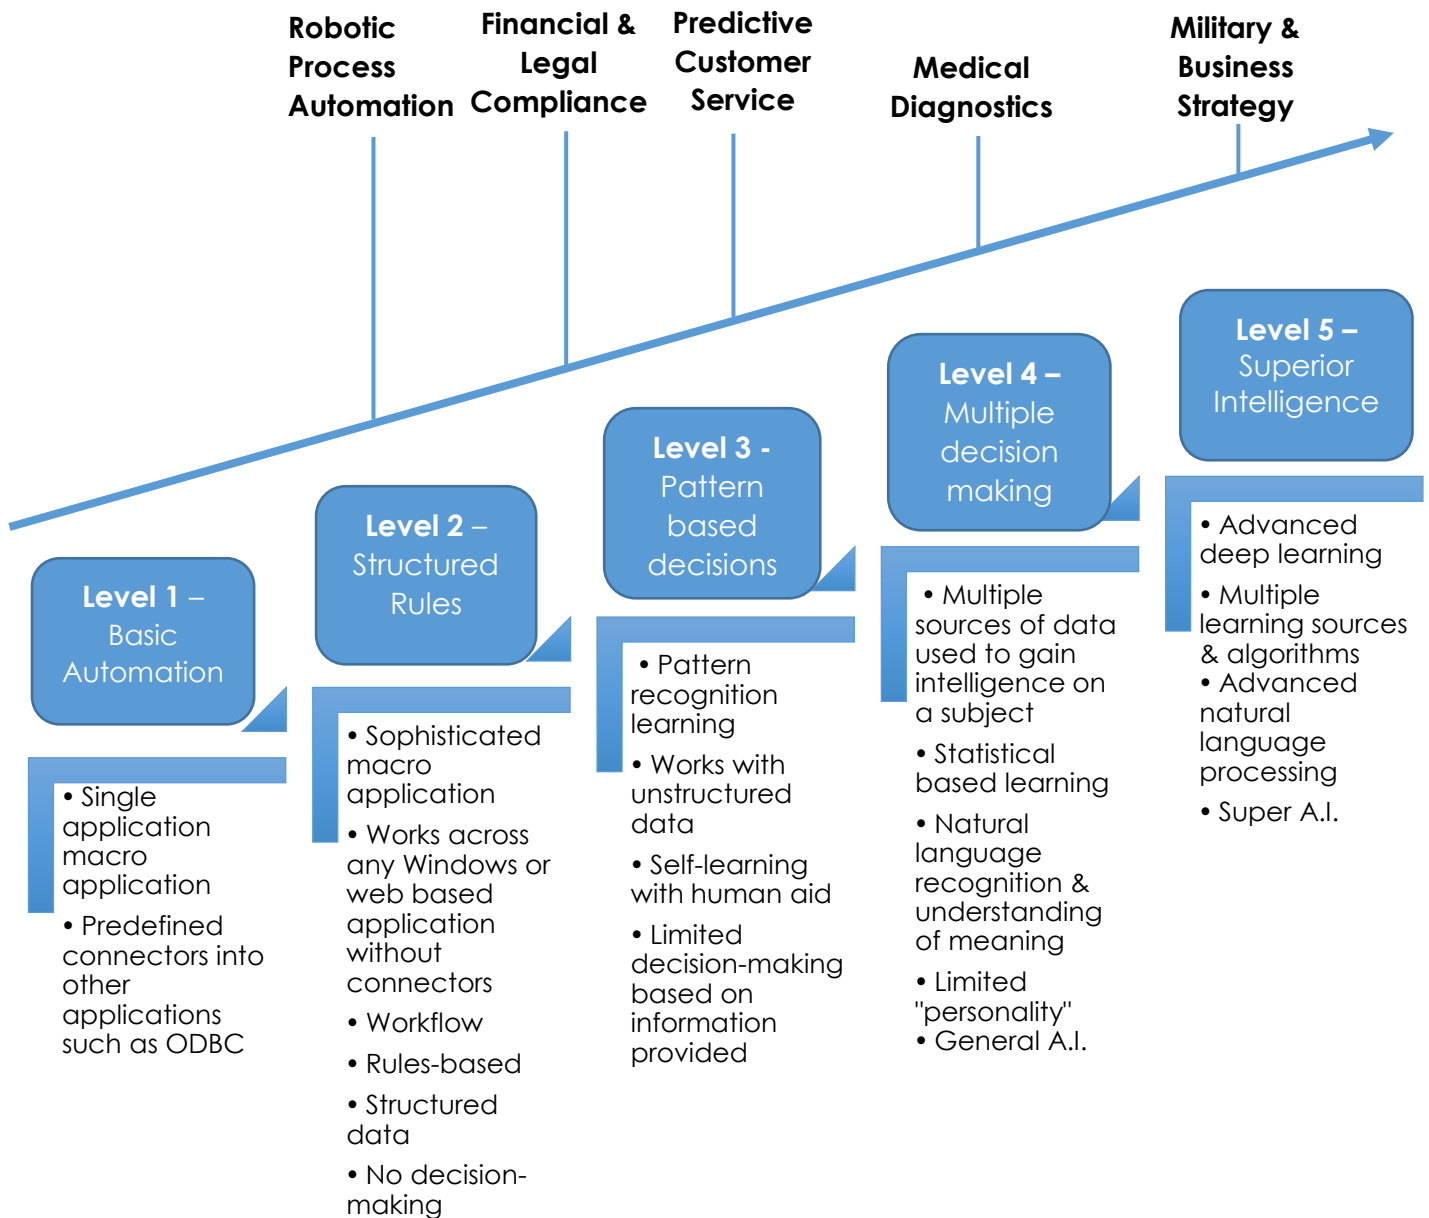 Robotic
Process
Automation
Financial &
Legal
Compliance
Predictive
Customer
Service
Medical
Diagnostics
Military &
Business
Strategy
Level 1 –
Basic
Automation
• Single
application
macro
application
• Predefined
connectors into
other
applications
such as ODBC
Level 2 –
Structured
Rules
• Sophisticated
macro
application
• Works across
any Windows or
web based
application
without
connectors
• Workflow
• Rules-based
• Structured
data
• No decision-
making
Level 3 -
Pattern
based
decisions
• Pattern
recognition
learning
• Works with
unstructured
data
• Self-learning
with human aid
• Limited
decision-making
based on
information
provided
Level 4 –
Multiple
decision
making
• Multiple
sources of data
used to gain
intelligence on
a subject
• Statistical
based learning
• Natural
language
recognition &
understanding
of meaning
• Limited
"personality"
• General A.I.
Level 5 –
Superior
Intelligence
• Advanced
deep learning
• Multiple
learning sources
& algorithms
• Advanced
natural
language
processing
• Super A.I.